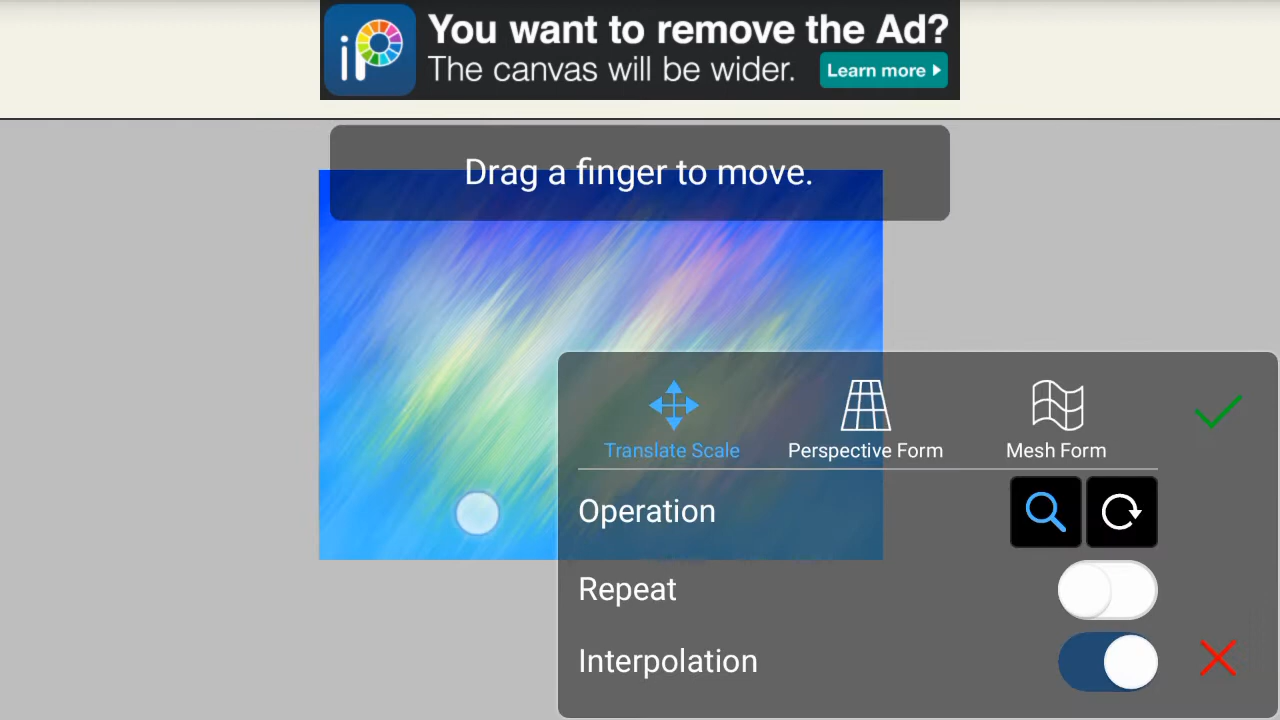 iP
You want to remove the Ad?
The canvas will be wider.
Learn more
Drag a finger to move.
Translate Scale
Perspective Form
Mesh Form
Operation
Repeat
Interpolation